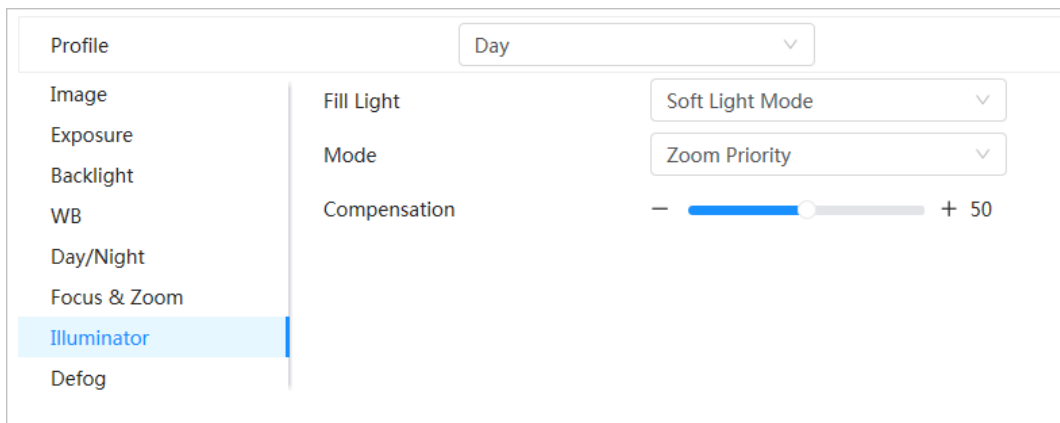 Profile Day
Image
Exposure
Backlight
WB
Day/Night
Focus & Zoom
Illuminator
Defog
Fill Light Soft Light Mode
Mode Zoom Priority
Compensation − + 50